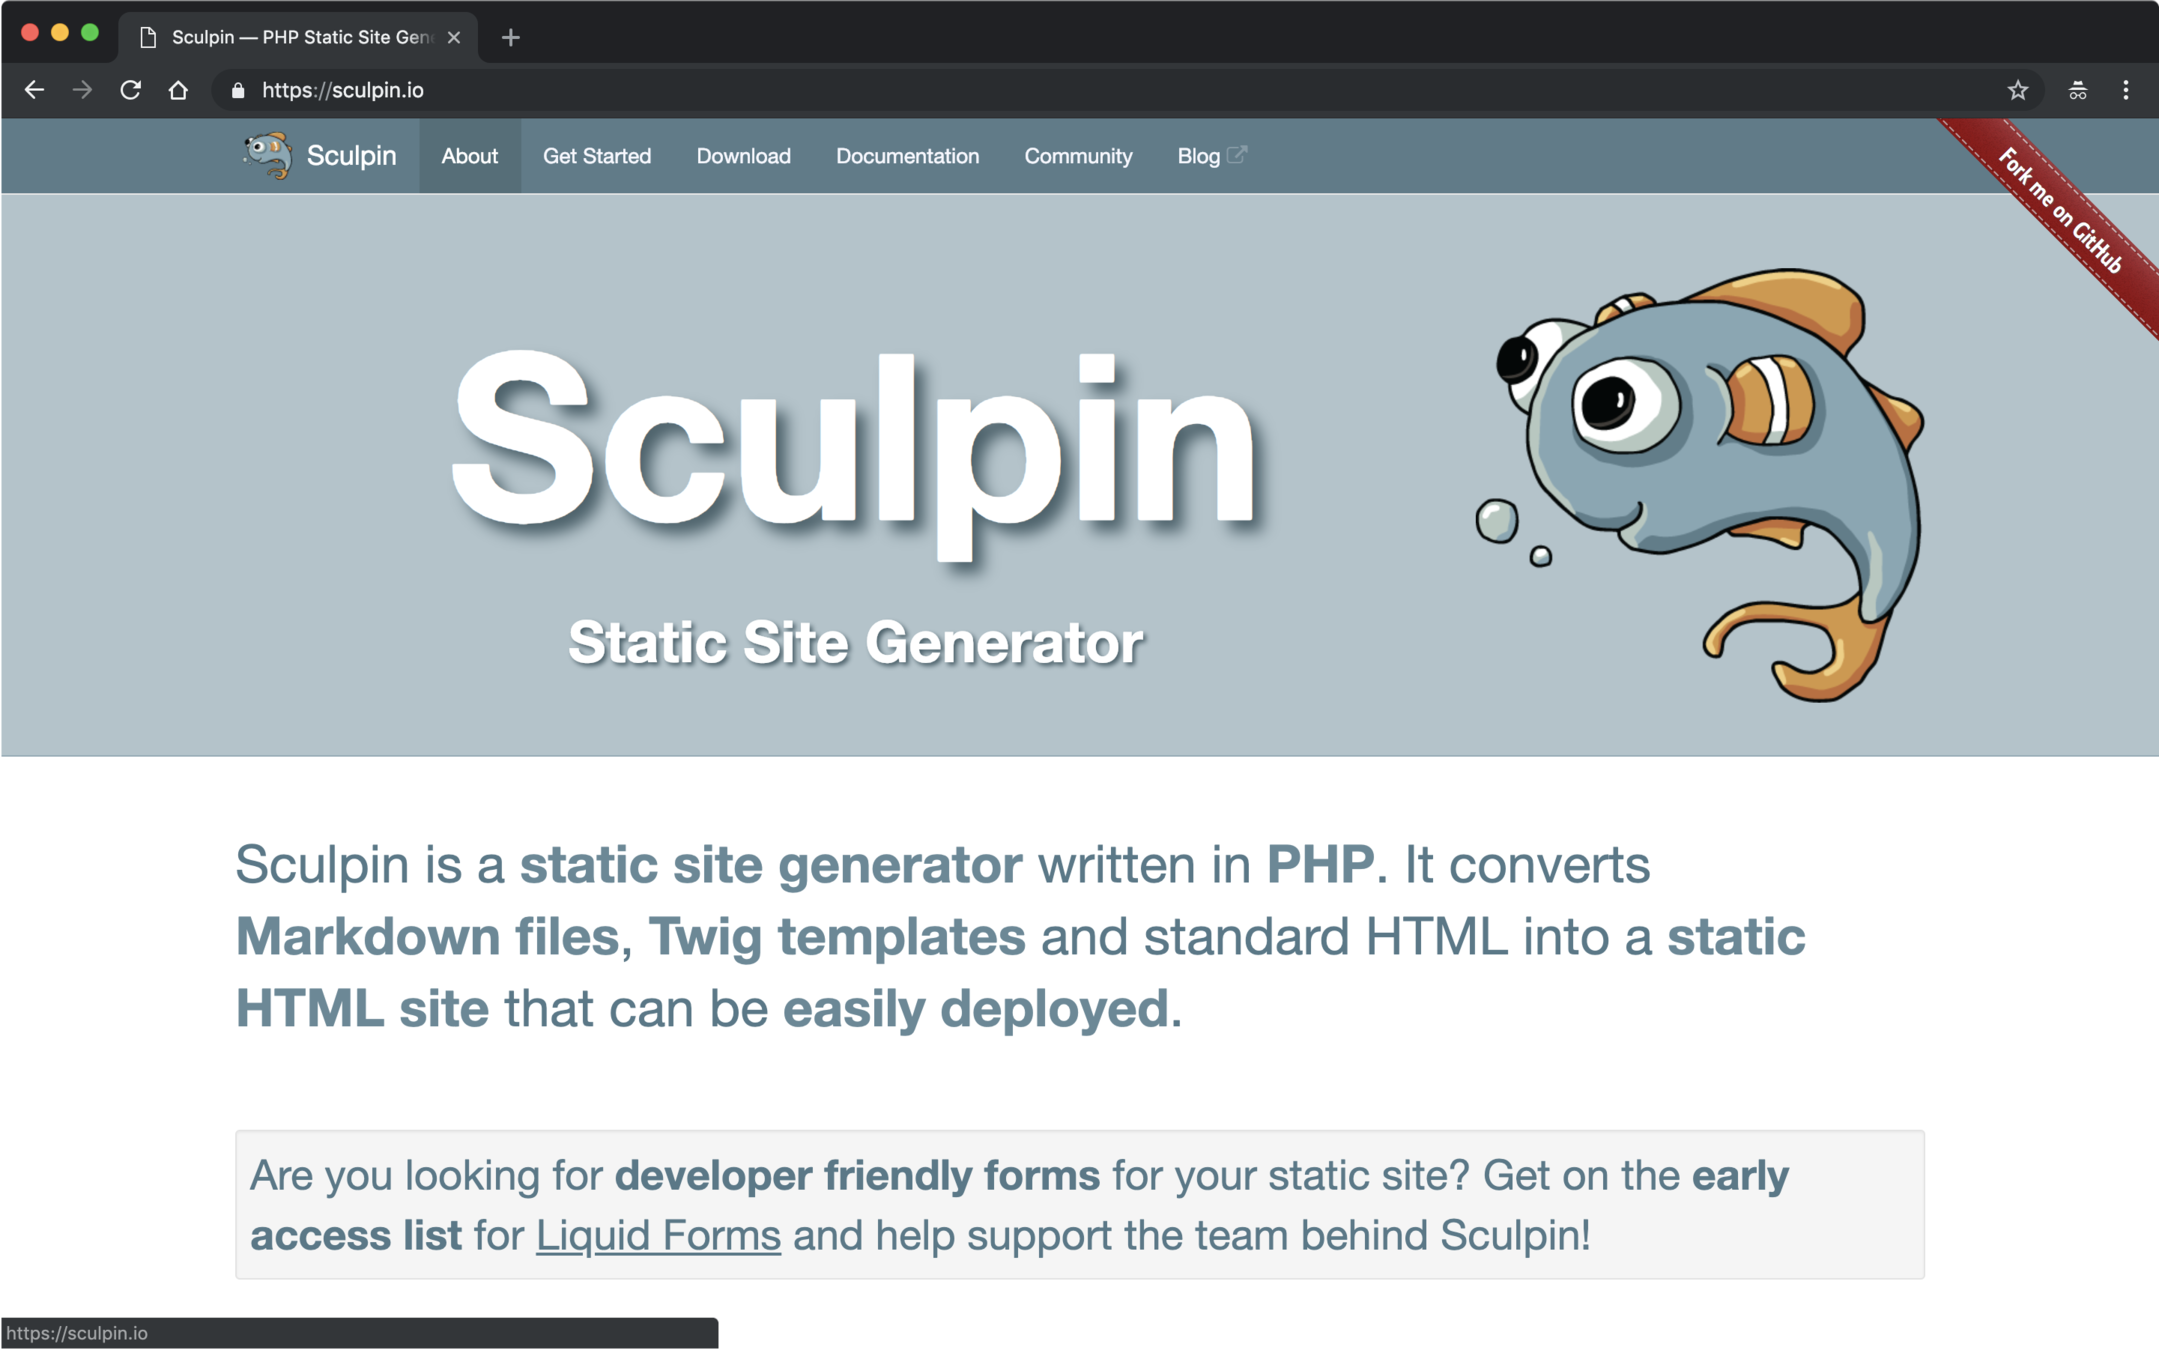 Sculpin — PHP Static Site Gen
https://sculpin.io
Sculpin About Get Started Download Documentation Community Blog
Fork me on GitHub
Sculpin
Static Site Generator
Sculpin is a static site generator written in PHP. It converts
Markdown files, Twig templates and standard HTML into a static
HTML site that can be easily deployed.
Are you looking for developer friendly forms for your static site? Get on the early
access list for Liquid Forms and help support the team behind Sculpin!
https://sculpin.io